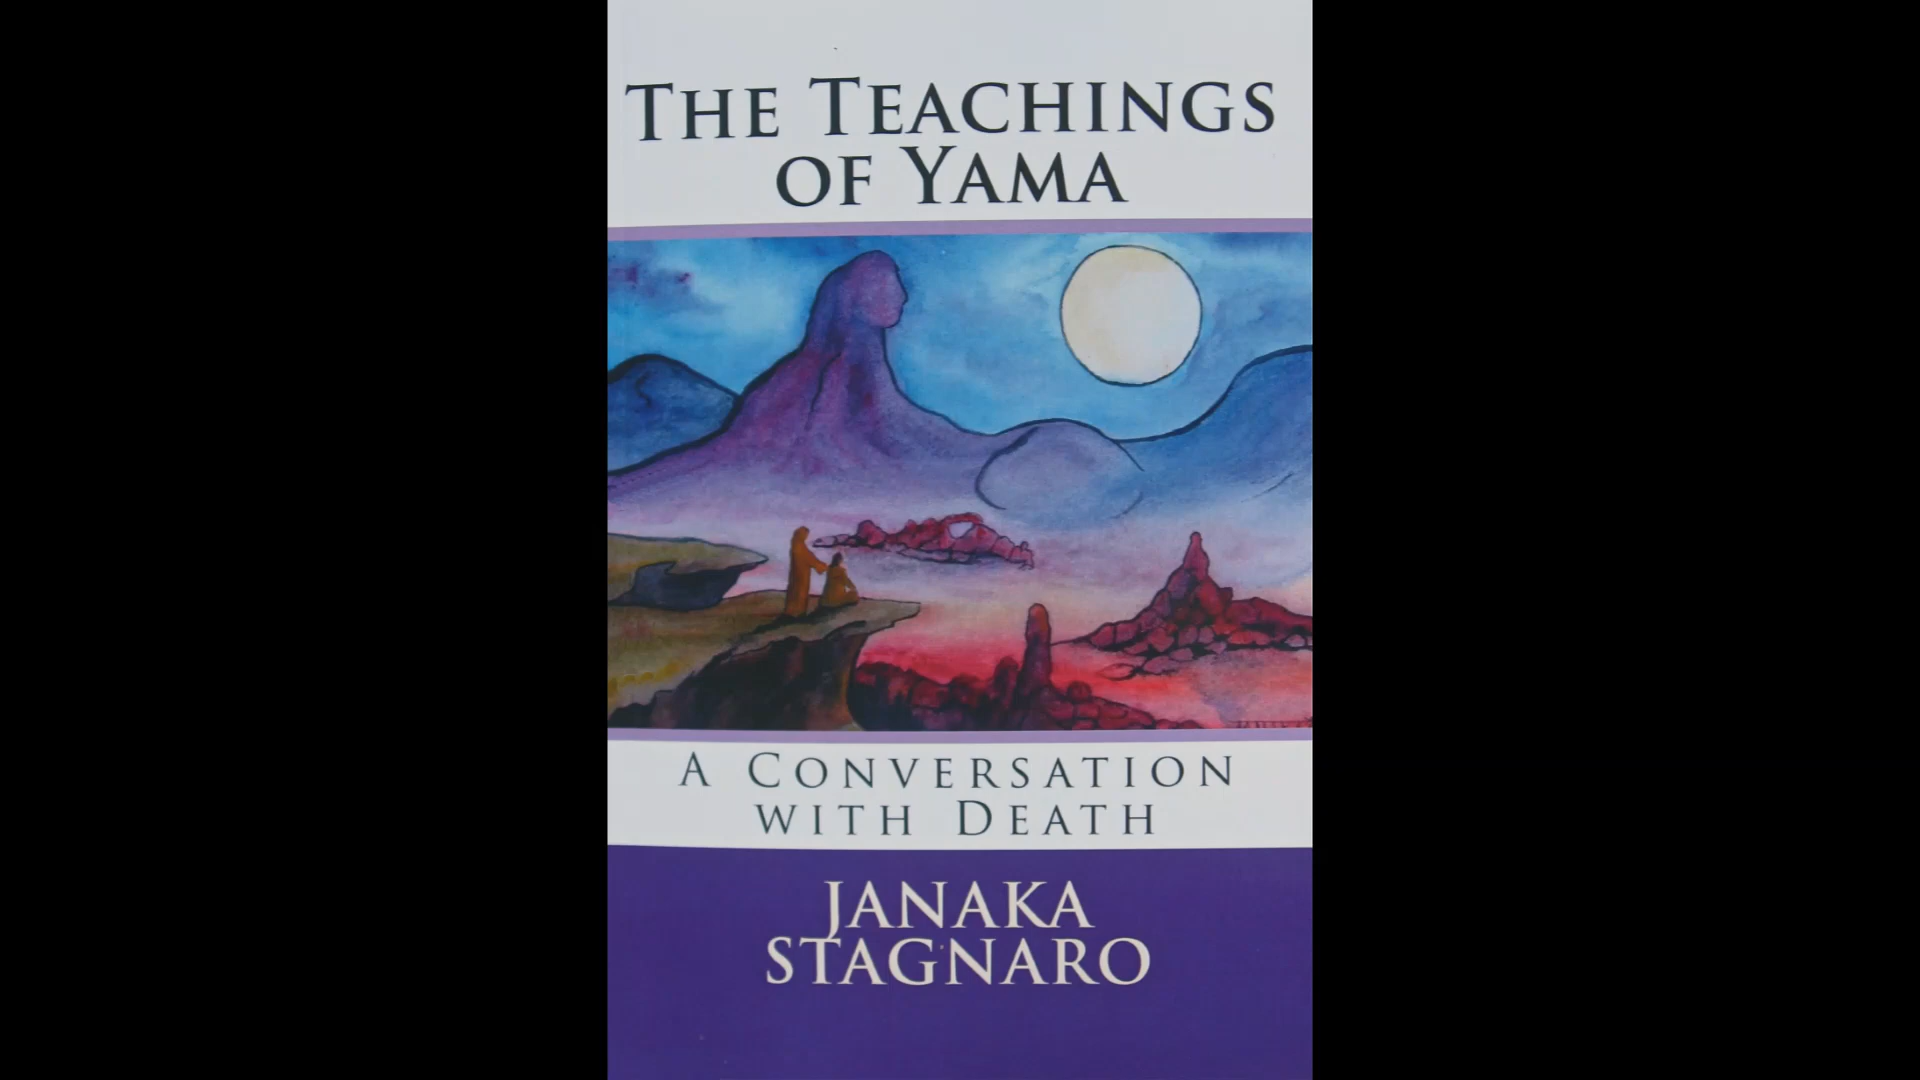 THE TEACHINGS
OF YAMA
A CONVERSATION
WITH DEATH
JANAKA
STAGNARO